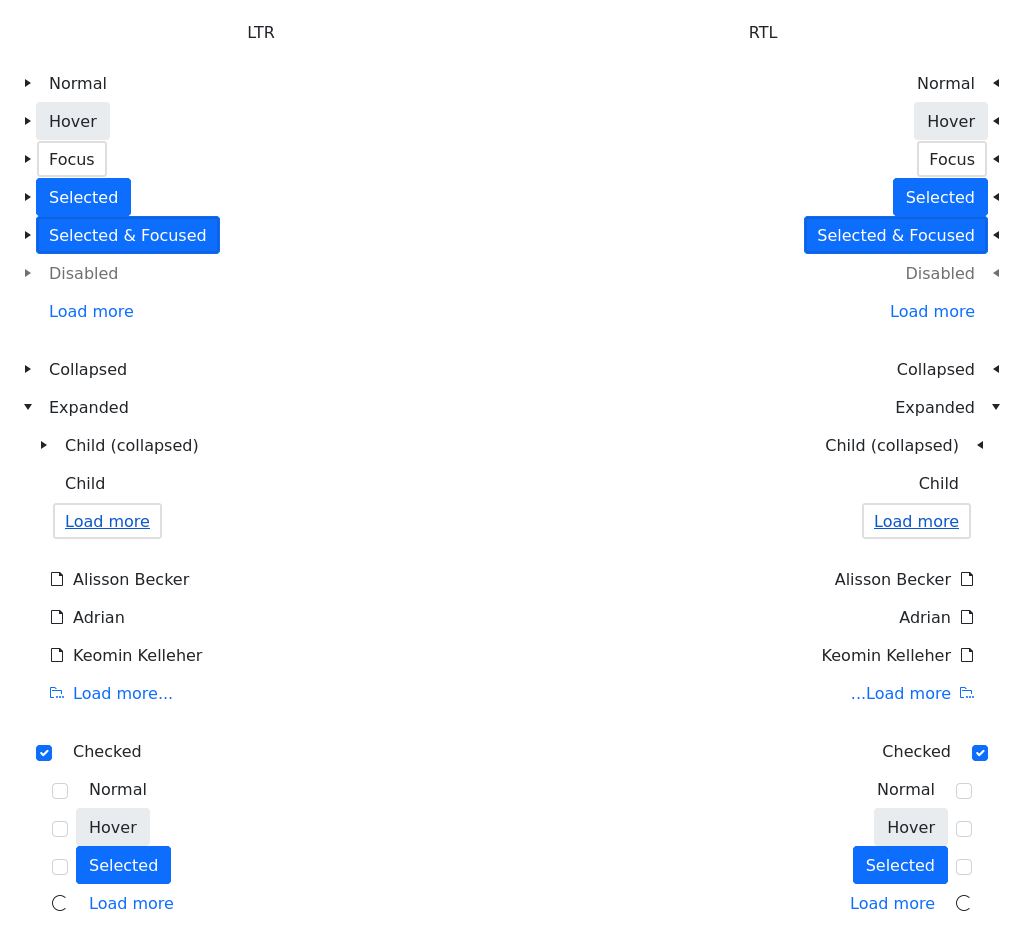 LTR
RTL
Normal
Normal
Hover
Hover
Focus
Focus
Selected
Selected
Selected & Focused
Selected & Focused
Disabled
Disabled
Load more
Load more
Collapsed
Collapsed
Expanded
Expanded
Child (collapsed)
Child (collapsed)
Child
Child
Load more
Load more
Alisson Becker
Alisson Becker
Adrian
Adrian
Keomin Kelleher
Keomin Kelleher
Load more...
...Load more
Checked
Checked
Normal
Normal
Hover
Hover
Selected
Selected
Load more
Load more